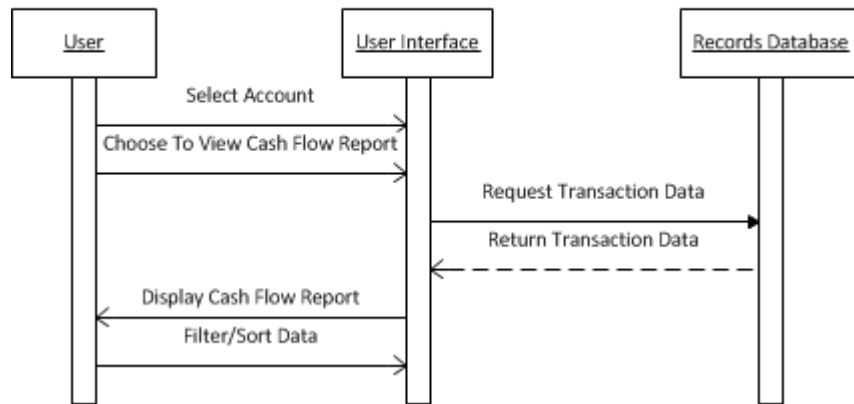 User
User Interface
Records Database
Select Account
Choose To View Cash Flow Report
Request Transaction Data
Return Transaction Data
Display Cash Flow Report
Filter/Sort Data